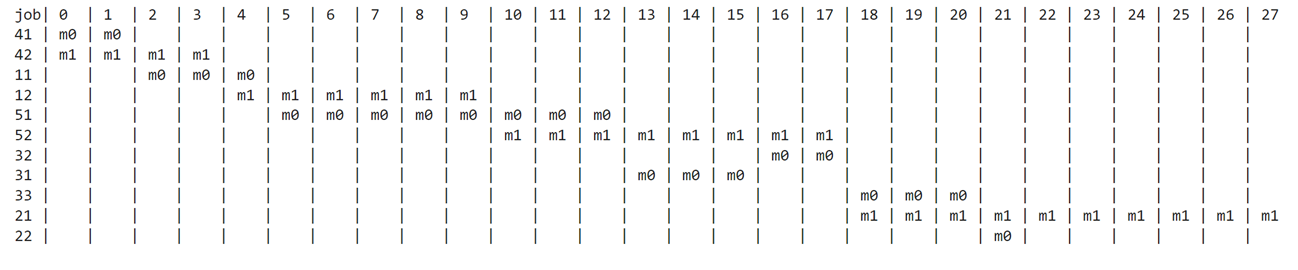 job| 0 | 1 | 2 | 3 | 4 | 5 | 6 | 7 | 8 | 9 | 10 | 11 | 12 | 13 | 14 | 15 | 16 | 17 | 18 | 19 | 20 | 21 | 22 | 23 | 24 | 25 | 26 | 27
41| m0 | m0 | | | | | | | | | | | | | | | | | | | | | | | | | |
42| m1 | m1 | m1 | m1 | | | | | | | | | | | | | | | | | | | | | | | |
11| | | m0 | m0 | m0 | | | | | | | | | | | | | | | | | | | | | | |
12| | | | | m1 | m1 | m1 | m1 | m1 | m1 | | | | | | | | | | | | | | | | | |
51| | | | | | m0 | m0 | m0 | m0 | m0 | m0 | m0 | m0 | | | | | | | | | | | | | | |
52| | | | | | | | | | | m1 | m1 | m1 | m1 | m1 | m1 | m1 | m1 | | | | | | | | | |
32| | | | | | | | | | | | | | | | | m0 | m0 | | | | | | | | | |
31| | | | | | | | | | | | | | m0 | m0 | m0 | | | | | | | | | | | |
33| | | | | | | | | | | | | | | | | | | m0 | m0 | m0 | | | | | | |
21| | | | | | | | | | | | | | | | | | | m1 | m1 | m1 | m1 | m1 | m1 | m1 | m1 | m1 | m1
22| | | | | | | | | | | | | | | | | | | | | | m0 | | | | | |